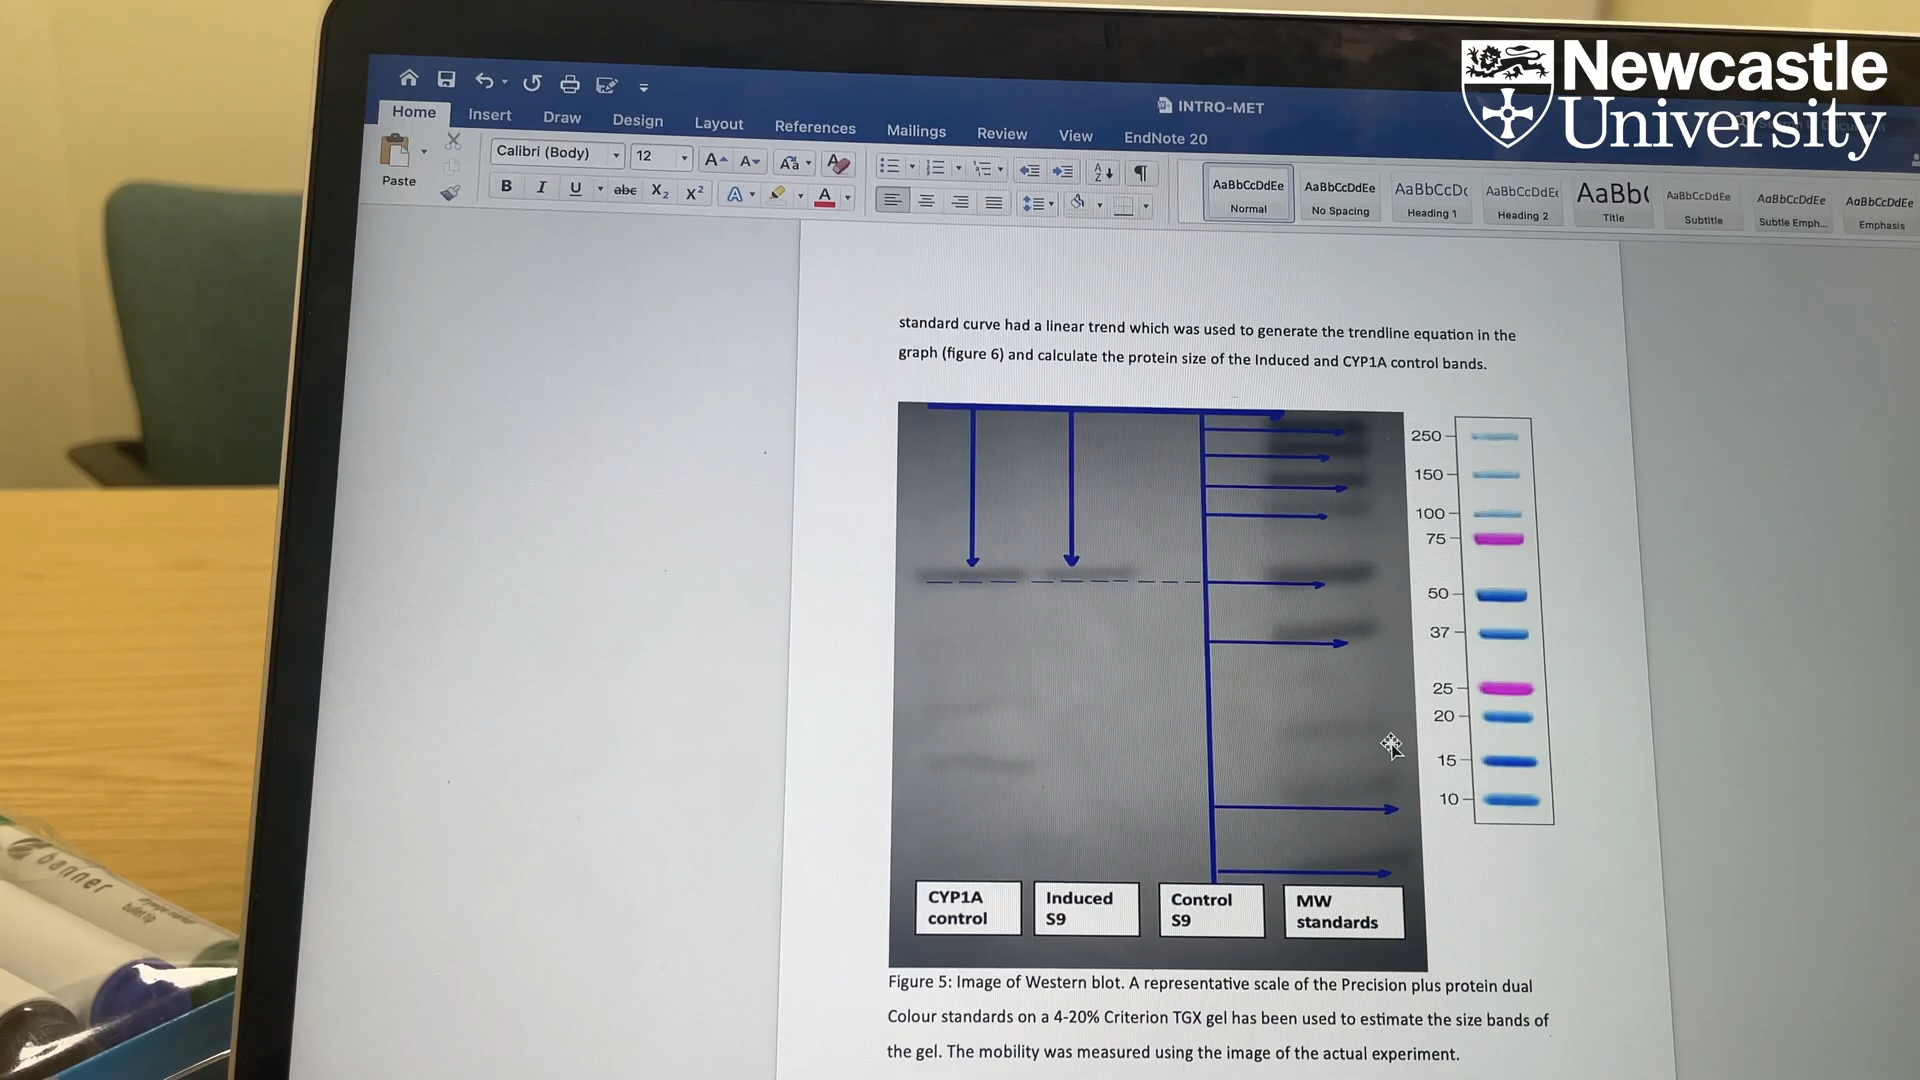 Newcastle
University
INTRO-MET
Home Insert Draw Design Layout References Mailings Review View EndNote 20
Paste
Calibri (Body) 12
AaBbCcDdEe
Normal
AaBbCcDdEe
No Spacing
AaBbCcDc
Heading 1
AaBbCcDdEe
Heading 2
AaBb(
Title
AaBbCcDdEe
Subtitle
AaBbCcDdEe
Subtle Emph...
AaBbCcDdEe
Emphasis
standard curve had a linear trend which was used to generate the trendline equation in the
graph (figure 6) and calculate the protein size of the Induced and CYP1A control bands.
250
150
100
75
50
37
25
20
15
10
CYP1A
control
Induced
S9
Control
S9
MW
standards
Figure 5: Image of Western blot. A representative scale of the Precision plus protein dual
Colour standards on a 4-20% Criterion TGX gel has been used to estimate the size bands of
the gel. The mobility was measured using the image of the actual experiment.
banner
bullet tip